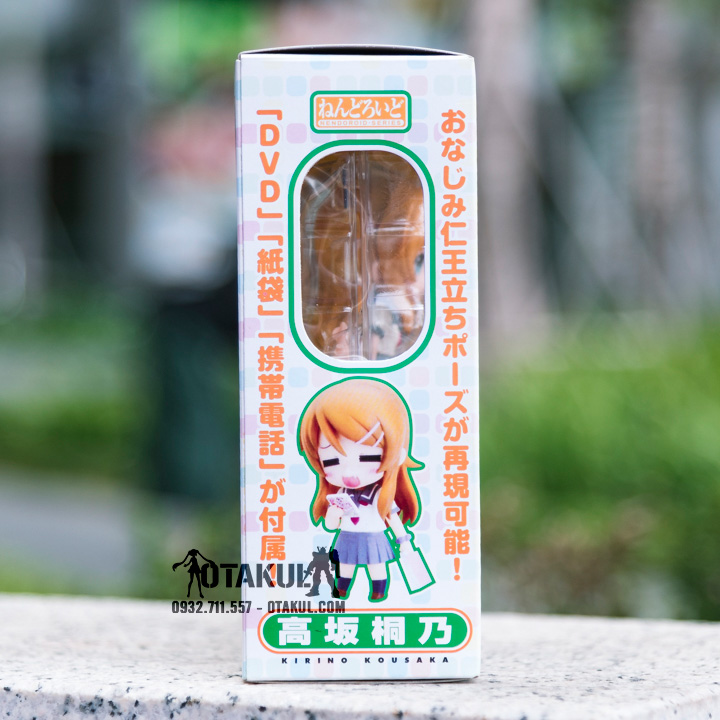 ねんどろいど
NENDOROID SERIES
おなじみ仁王立ちポーズが再現可能！
「DVD」「紙袋」「携帯電話」が付属
OTAKUL
0932.711.557 - OTAKUL.COM
高坂桐乃
KIRINO KOUSAKA